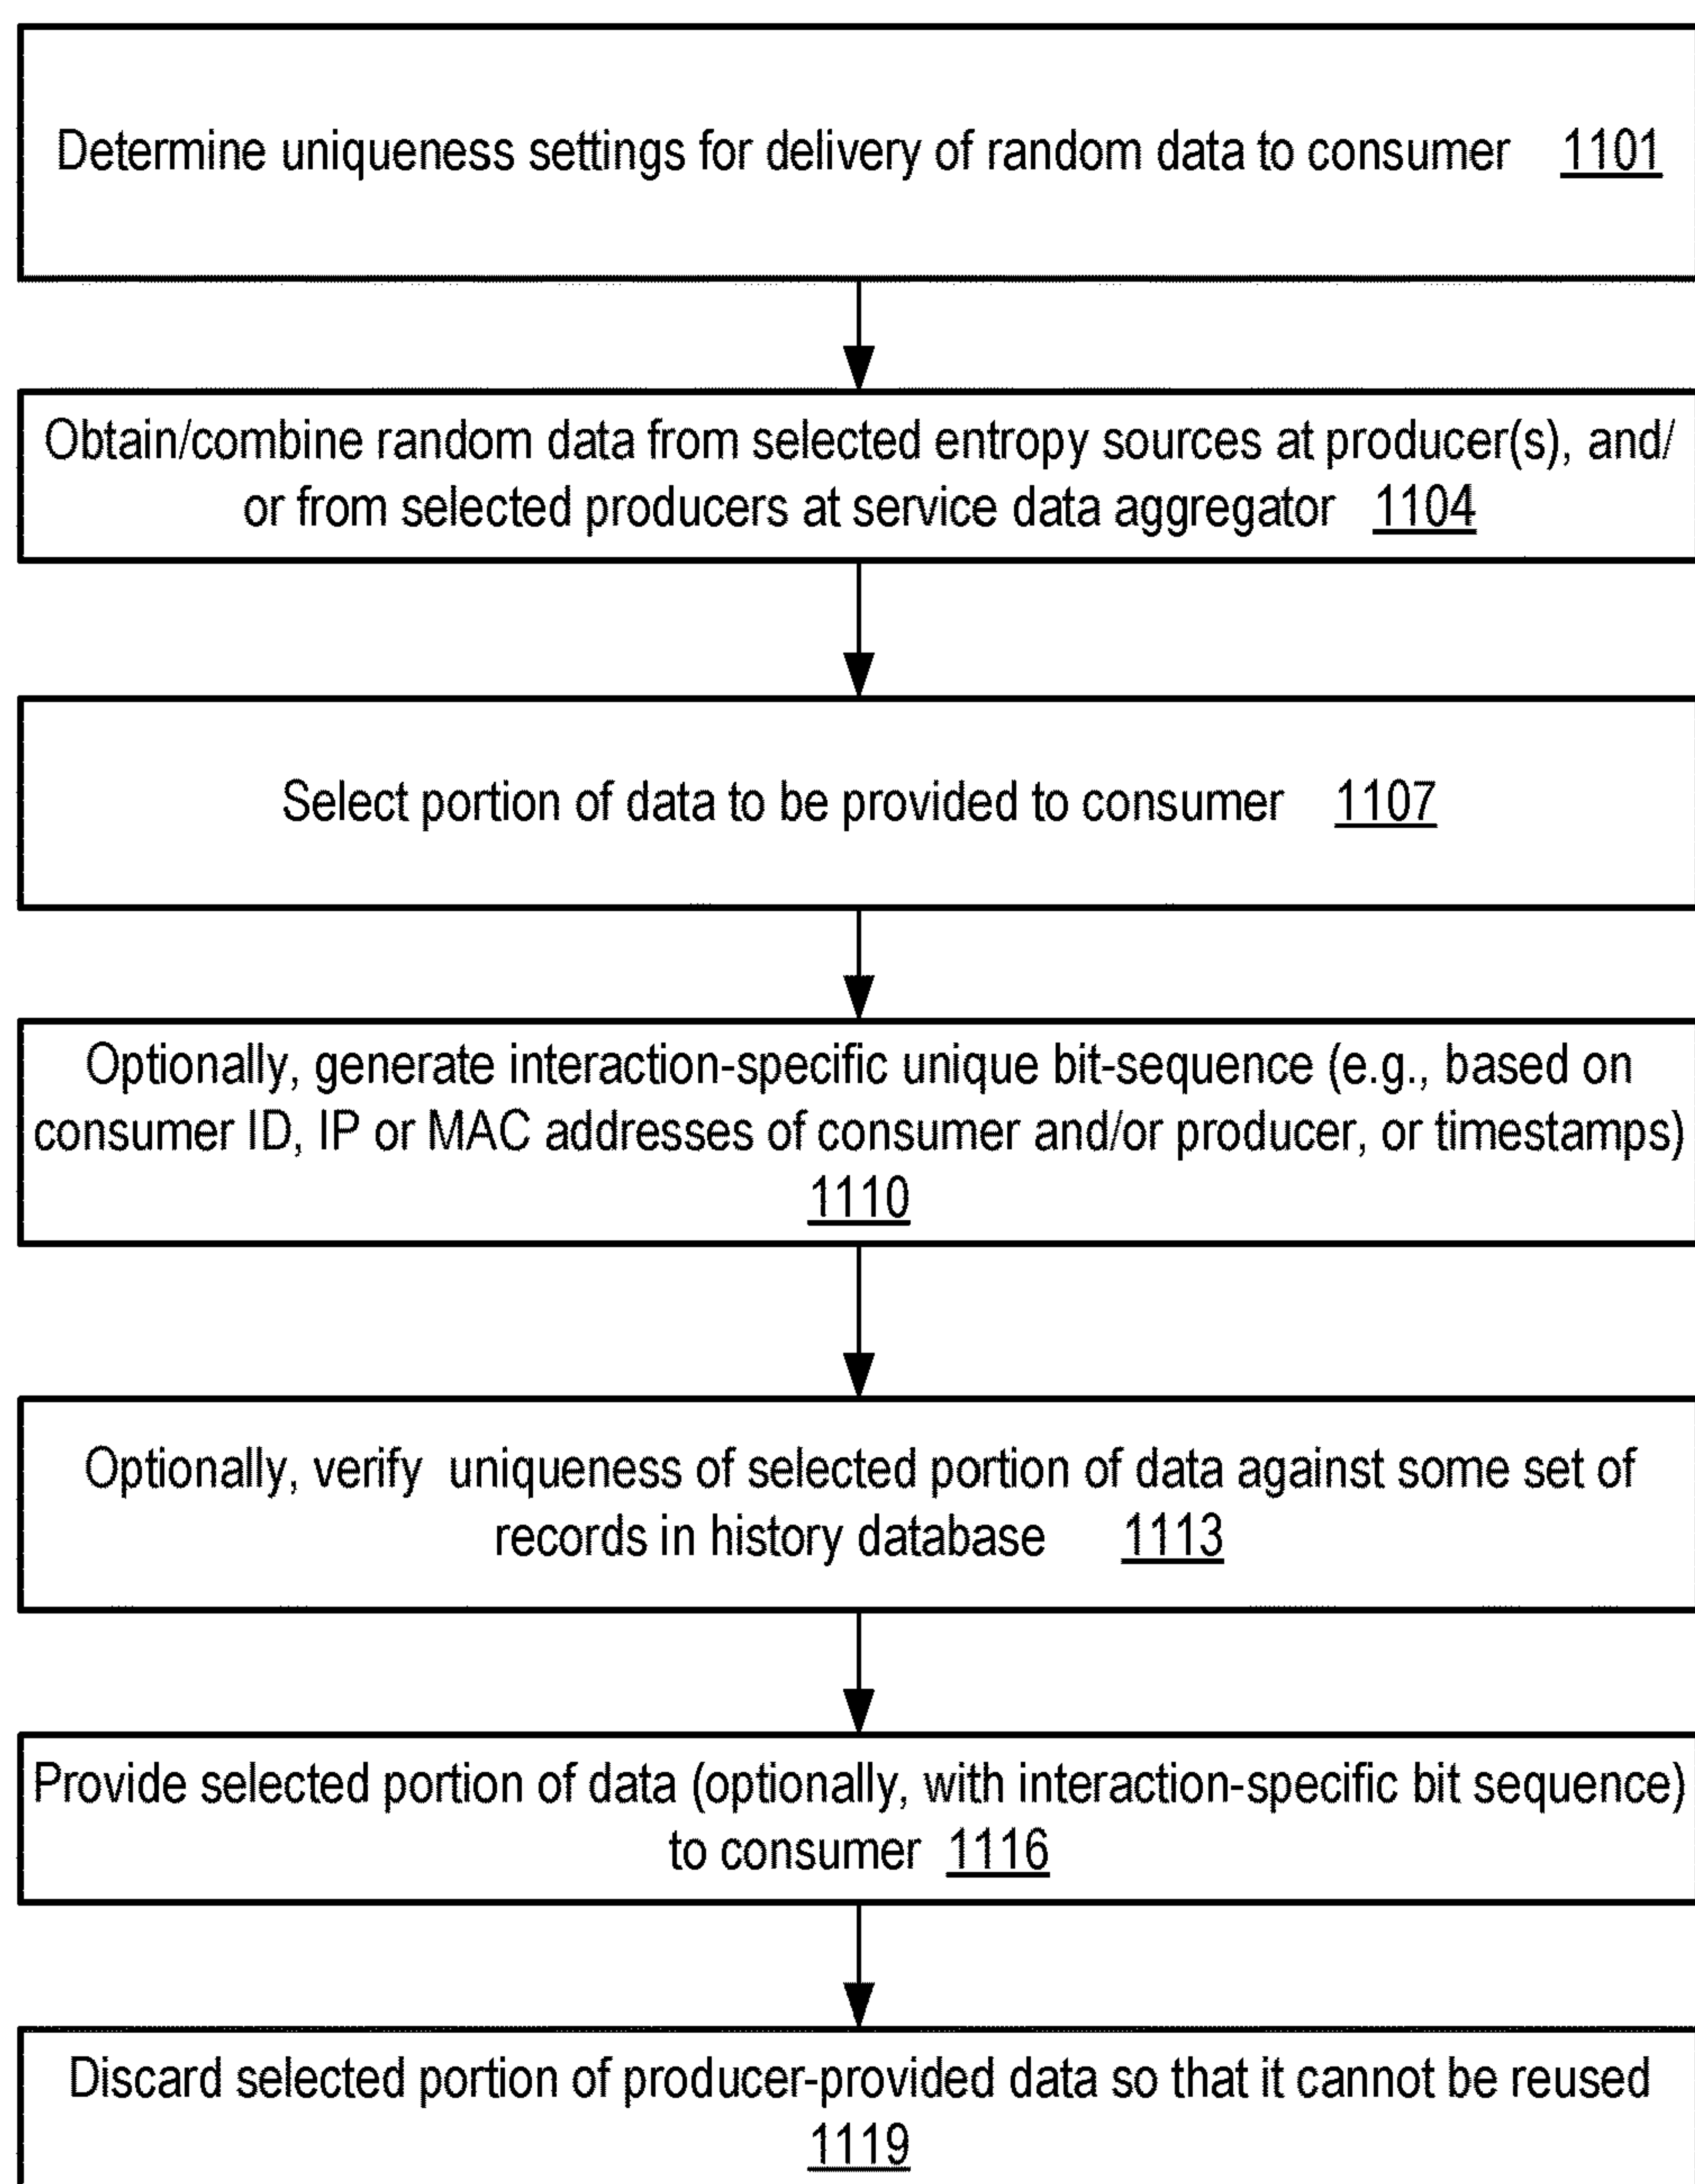 Determine uniqueness settings for delivery of random data to consumer 1101
Obtain/combine random data from selected entropy sources at producer(s), and/
or from selected producers at service data aggregator 1104
Select portion of data to be provided to consumer 1107
Optionally, generate interaction-specific unique bit-sequence (e.g., based on
consumer ID, IP or MAC addresses of consumer and/or producer, or timestamps)
1110
Optionally, verify uniqueness of selected portion of data against some set of
records in history database 1113
Provide selected portion of data (optionally, with interaction-specific bit sequence)
to consumer 1116
Discard selected portion of producer-provided data so that it cannot be reused
1119